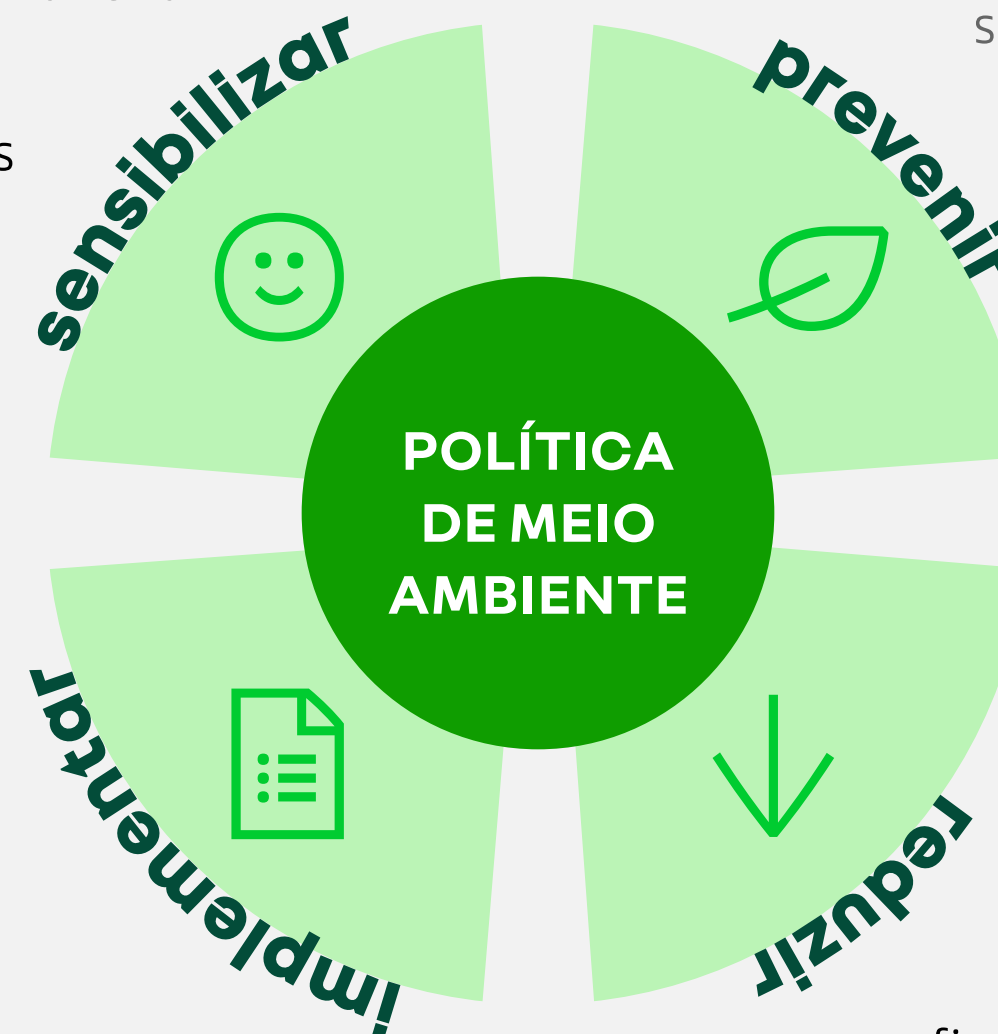 sensibilizar
prevenir
POLÍTICA
DE MEIO
AMBIENTE
implementar
reduzir